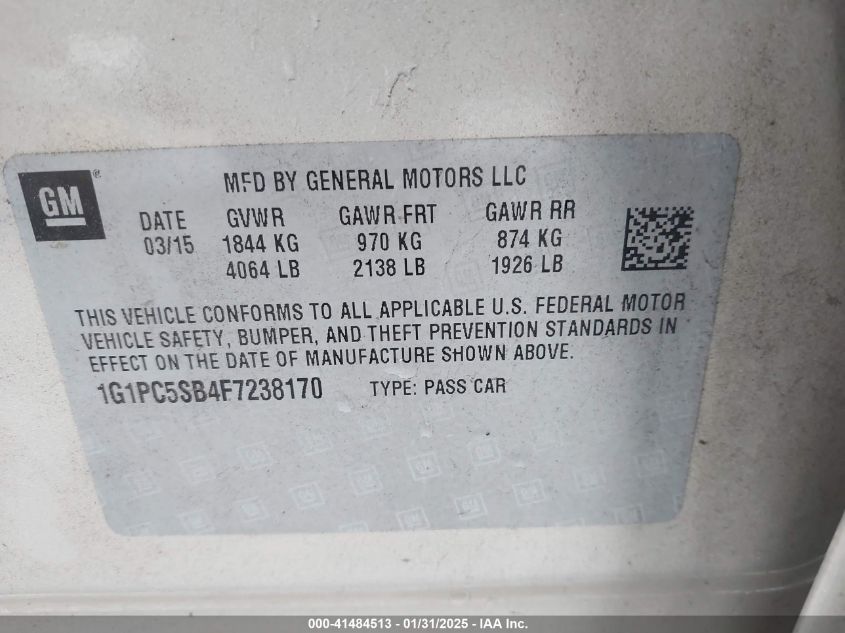 GM ®
MFD BY GENERAL MOTORS LLC
DATE GVWR GAWR FRT GAWR RR
03/15 1844 KG 970 KG 874 KG
4064 LB 2138 LB 1926 LB
THIS VEHICLE CONFORMS TO ALL APPLICABLE U.S. FEDERAL MOTOR
VEHICLE SAFETY, BUMPER, AND THEFT PREVENTION STANDARDS IN
EFFECT ON THE DATE OF MANUFACTURE SHOWN ABOVE.
1G1PC5SB4F7238170 TYPE: PASS CAR
000-41484513 - 01/31/2025 - IAA Inc.